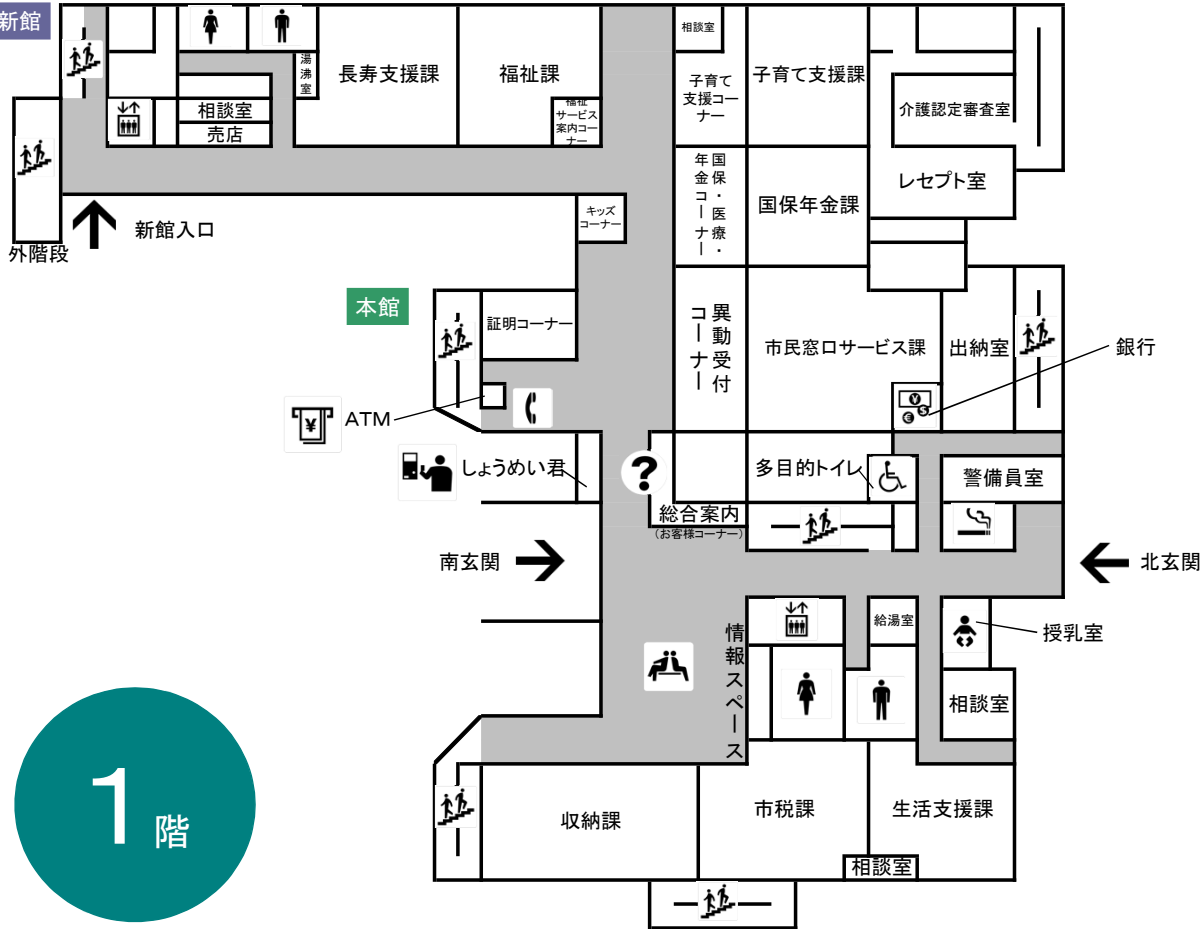 新館
相談室
湯沸室
長寿支援課
福祉課
子育て
支援コー
ナー
子育て支援課
介護認定審査室
相談室
売店
福祉
サービス
案内コー
ナー
国保・医療・
年金コーナー
国保年金課
レセプト室
キッズ
コーナー
新館入口
外階段
本館
証明コーナー
異動受付
コーナー
市民窓口サービス課
出納室
銀行
ATM
しょうめい君
?
多目的トイレ
警備員室
総合案内
(お客様コーナー)
南玄関
北玄関
情報スペース
給湯室
授乳室
相談室
1階
収納課
市税課
生活支援課
相談室